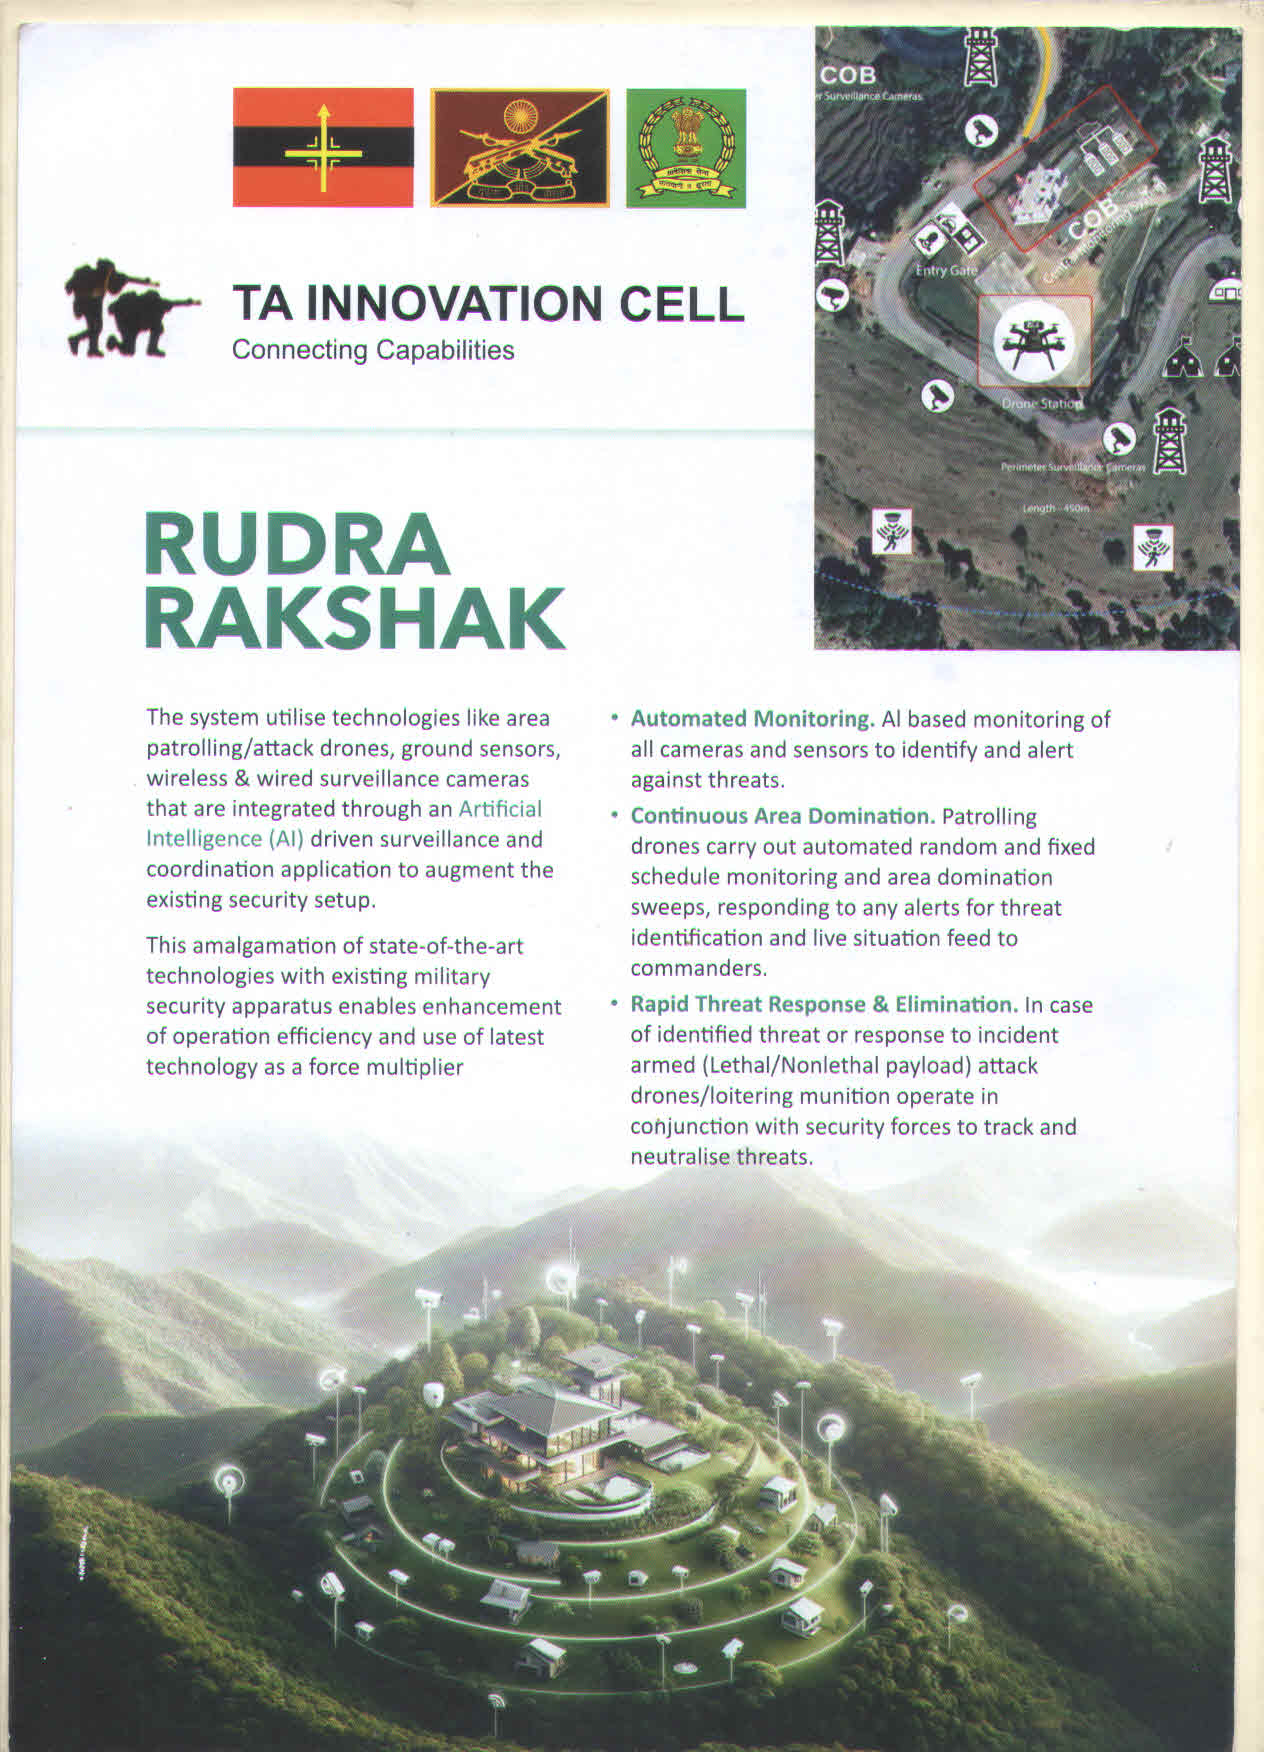 प्रादेशिक सेना
सावधानी व शूरता
TA INNOVATION CELL
Connecting Capabilities
COB
r Surveillance Cameras
COB
Entry Gate
Drone Station
Perimeter Surveillance Cameras
Length - 450m
RUDRA
RAKSHAK
The system utilise technologies like area
patrolling/attack drones, ground sensors,
wireless & wired surveillance cameras
that are integrated through an Artificial
Intelligence (AI) driven surveillance and
coordination application to augment the
existing security setup.
This amalgamation of state-of-the-art
technologies with existing military
security apparatus enables enhancement
of operation efficiency and use of latest
technology as a force multiplier
• Automated Monitoring. AI based monitoring of
all cameras and sensors to identify and alert
against threats.
• Continuous Area Domination. Patrolling
drones carry out automated random and fixed
schedule monitoring and area domination
sweeps, responding to any alerts for threat
identification and live situation feed to
commanders.
• Rapid Threat Response & Elimination. In case
of identified threat or response to incident
armed (Lethal/Nonlethal payload) attack
drones/loitering munition operate in
conjunction with security forces to track and
neutralise threats.